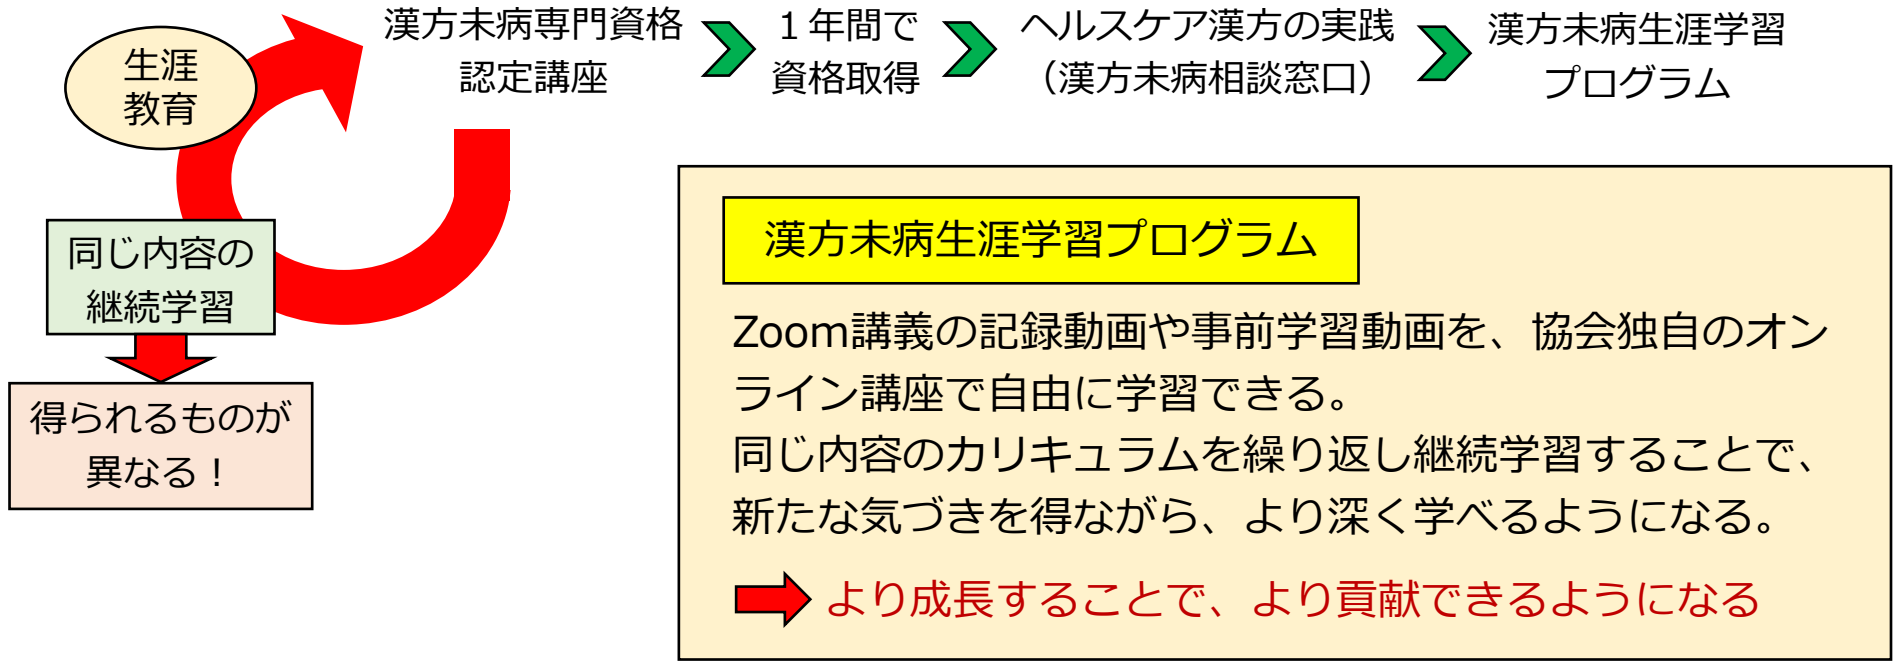 漢方未病専門資格
認定講座
１年間で
資格取得
ヘルスケア漢方の実践
（漢方未病相談窓口）
漢方未病生涯学習
プログラム
生涯
教育
同じ内容の
継続学習
得られるものが
異なる！
漢方未病生涯学習プログラム
Zoom講義の記録動画や事前学習動画を、協会独自のオン
ライン講座で自由に学習できる。
同じ内容のカリキュラムを繰り返し継続学習することで、
新たな気づきを得ながら、より深く学べるようになる。
より成長することで、より貢献できるようになる